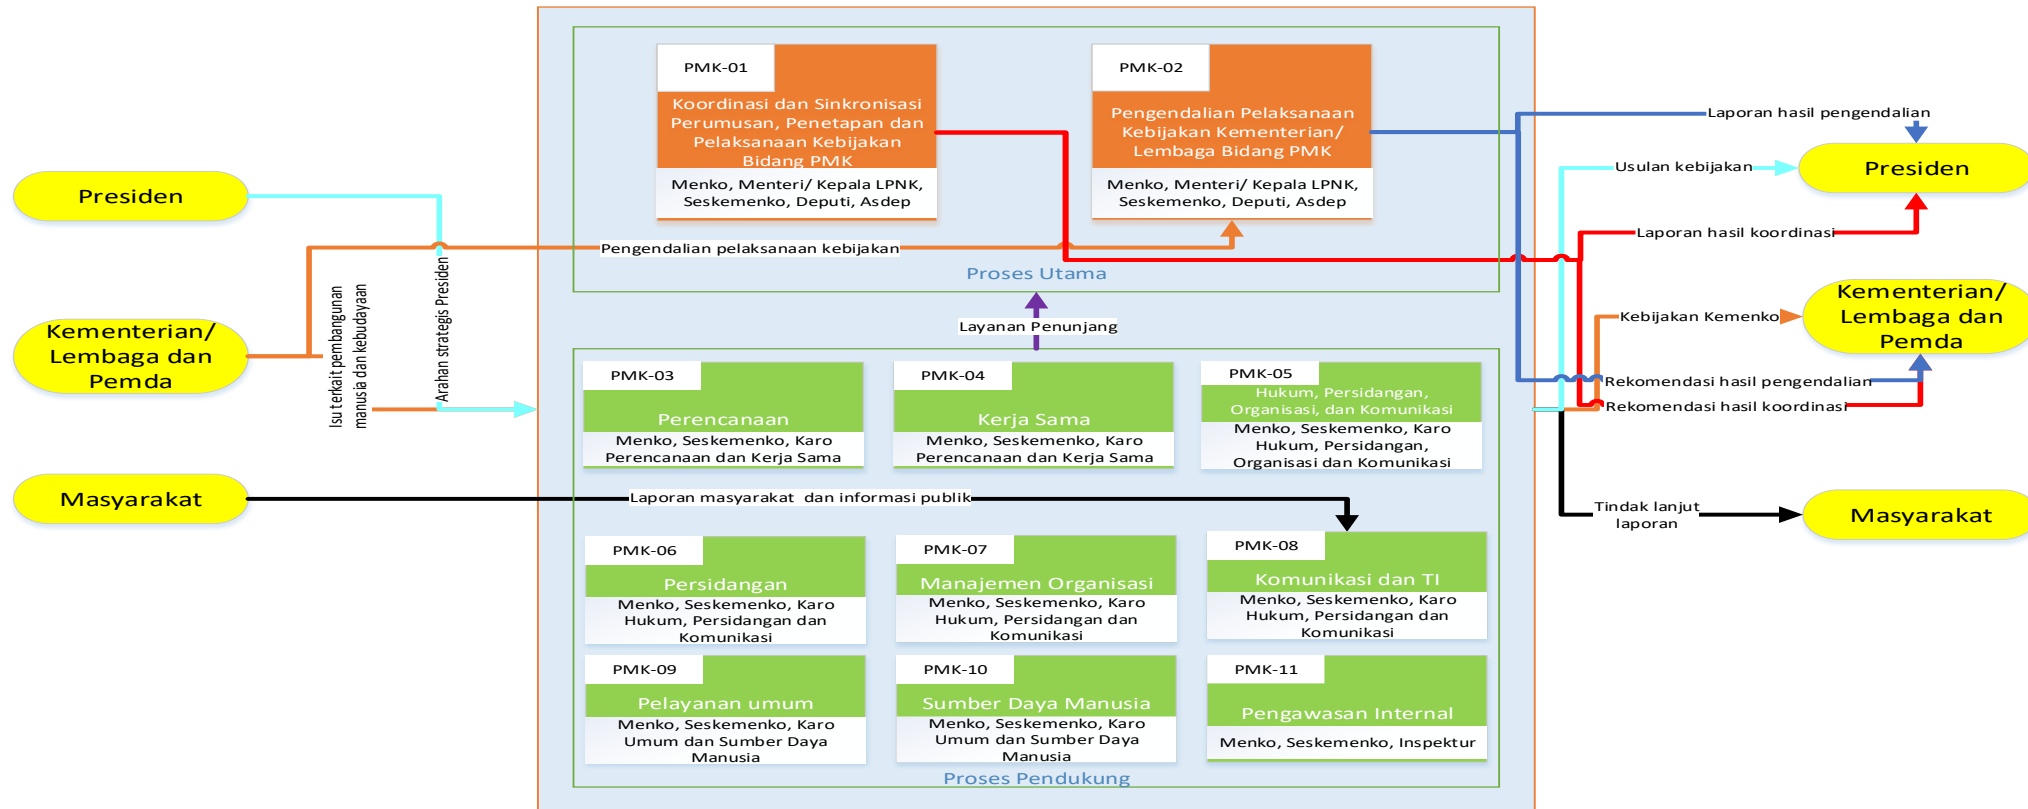 Presiden
Kementerian/
Lembaga dan
Pemda
Masyarakat
Isu terkait pembangunan
manusia dan kebudayaan
Arahan strategis Presiden
PMK-01
Koordinasi dan Sinkronisasi
Perumusan, Penetapan dan
Pelaksanaan Kebijakan
Bidang PMK
Menko, Menteri/ Kepala LPNK,
Seskemenko, Deputi, Asdep
PMK-02
Pengendalian Pelaksanaan
Kebijakan Kementerian/
Lembaga Bidang PMK
Menko, Menteri/ Kepala LPNK,
Seskemenko, Deputi, Asdep
Pengendalian pelaksanaan kebijakan
Proses Utama
Layanan Penunjang
PMK-03
Perencanaan
Menko, Seskemenko, Karo
Perencanaan dan Kerja Sama
PMK-04
Kerja Sama
Menko, Seskemenko, Karo
Perencanaan dan Kerja Sama
PMK-05
Hukum, Persidangan,
Organisasi, dan Komunikasi
Menko, Seskemenko, Karo
Hukum, Persidangan,
Organisasi dan Komunikasi
Laporan masyarakat  dan informasi publik
PMK-06
Persidangan
Menko, Seskemenko, Karo
Hukum, Persidangan dan
Komunikasi
PMK-07
Manajemen Organisasi
Menko, Seskemenko, Karo
Hukum, Persidangan dan
Komunikasi
PMK-08
Komunikasi dan TI
Menko, Seskemenko, Karo
Hukum, Persidangan dan
Komunikasi
PMK-09
Pelayanan umum
Menko, Seskemenko, Karo
Umum dan Sumber Daya
Manusia
PMK-10
Sumber Daya Manusia
Menko, Seskemenko, Karo
Umum dan Sumber Daya
Manusia
PMK-11
Pengawasan Internal
Menko, Seskemenko, Inspektur
Proses Pendukung
Laporan hasil pengendalian
Usulan kebijakan
Presiden
Laporan hasil koordinasi
Kebijakan Kemenko
Kementerian/
Lembaga dan
Pemda
Rekomendasi hasil pengendalian
Rekomendasi hasil koordinasi
Tindak lanjut
laporan
Masyarakat